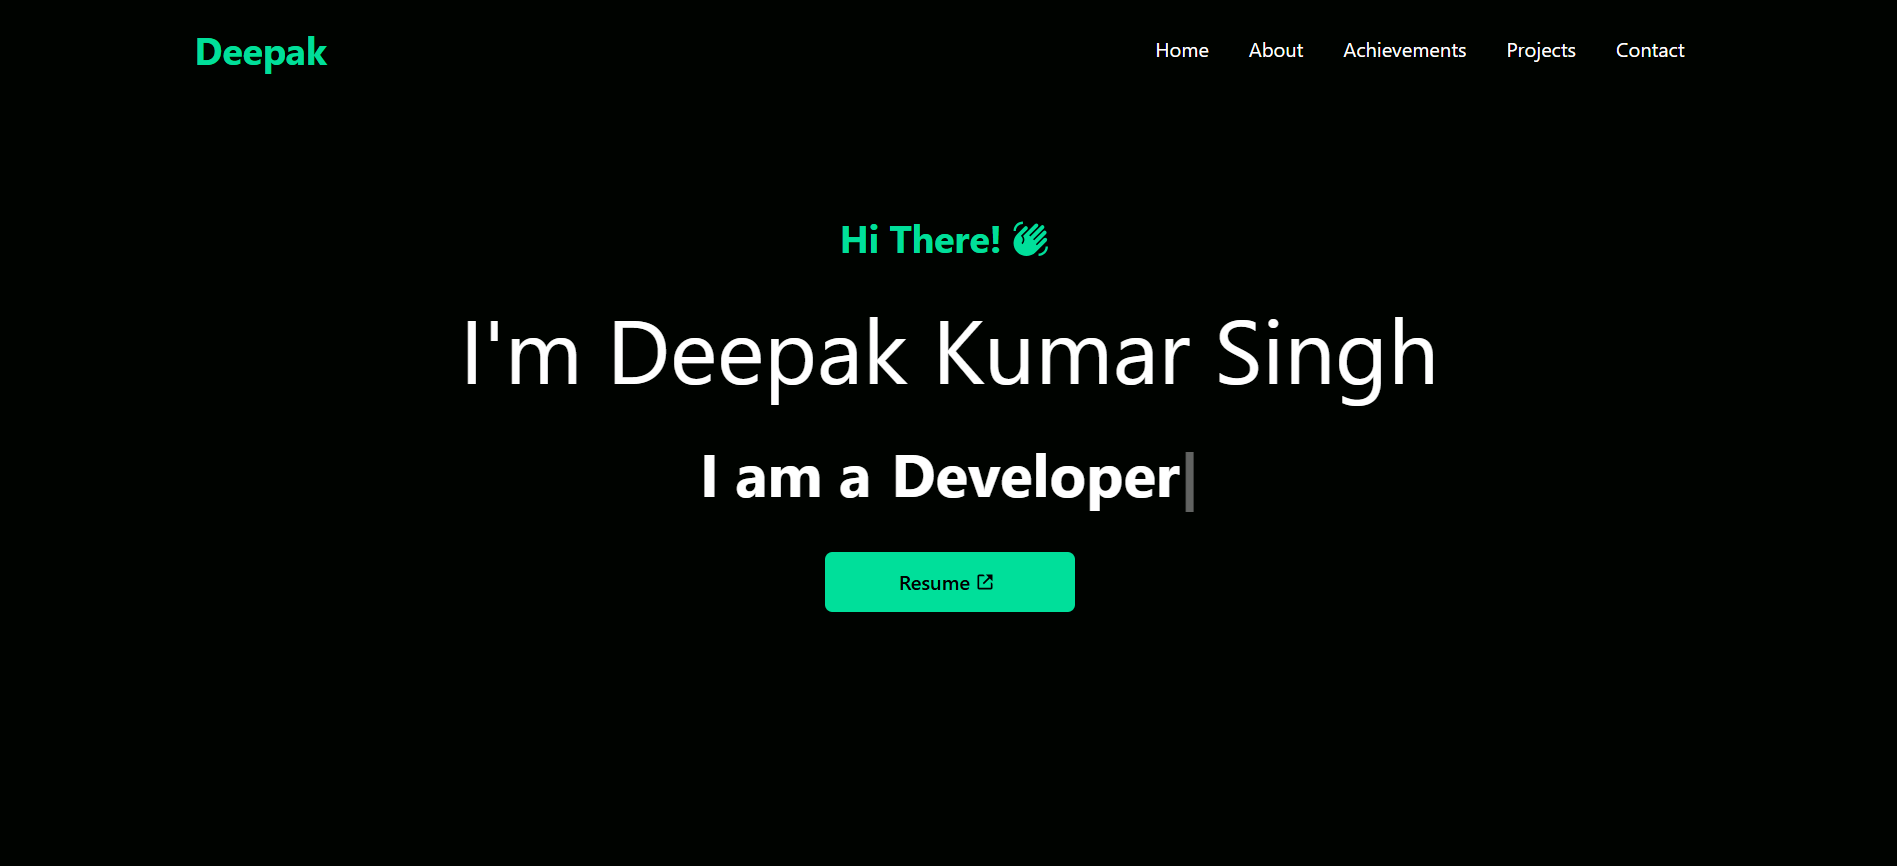 Deepak
Home About Achievements Projects Contact
Hi There! 👋
I'm Deepak Kumar Singh
I am a Developer|
Resume